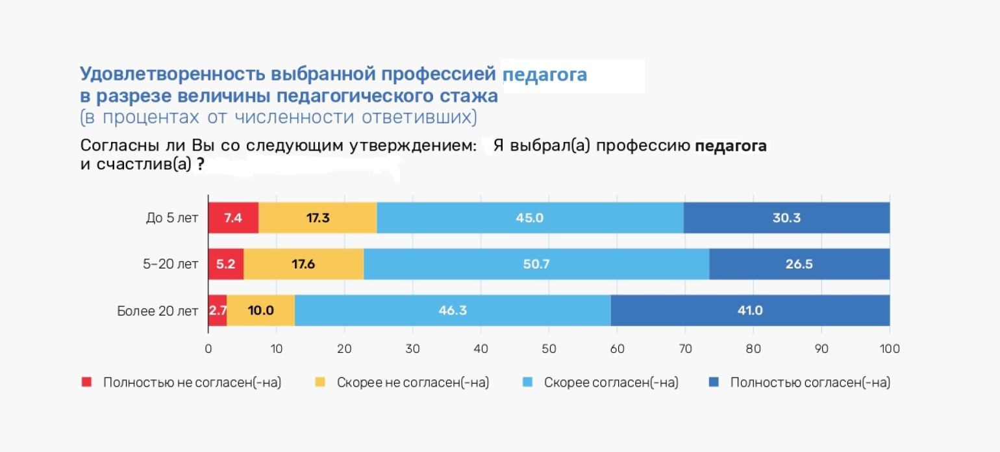 Удовлетворенность выбранной профессией педагога
в разрезе величины педагогического стажа
(в процентах от численности ответивших)
Согласны ли Вы со следующим утверждением: Я выбрал(а) профессию педагога
и счастлив(а) ?
До 5 лет 7.4 17.3 45.0 30.3
5–20 лет 5.2 17.6 50.7 26.5
Более 20 лет 2.7 10.0 46.3 41.0
0 10 20 30 40 50 60 70 80 90 100
Полностью не согласен(-на) Скорее не согласен(-на) Скорее согласен(-на) Полностью согласен(-на)